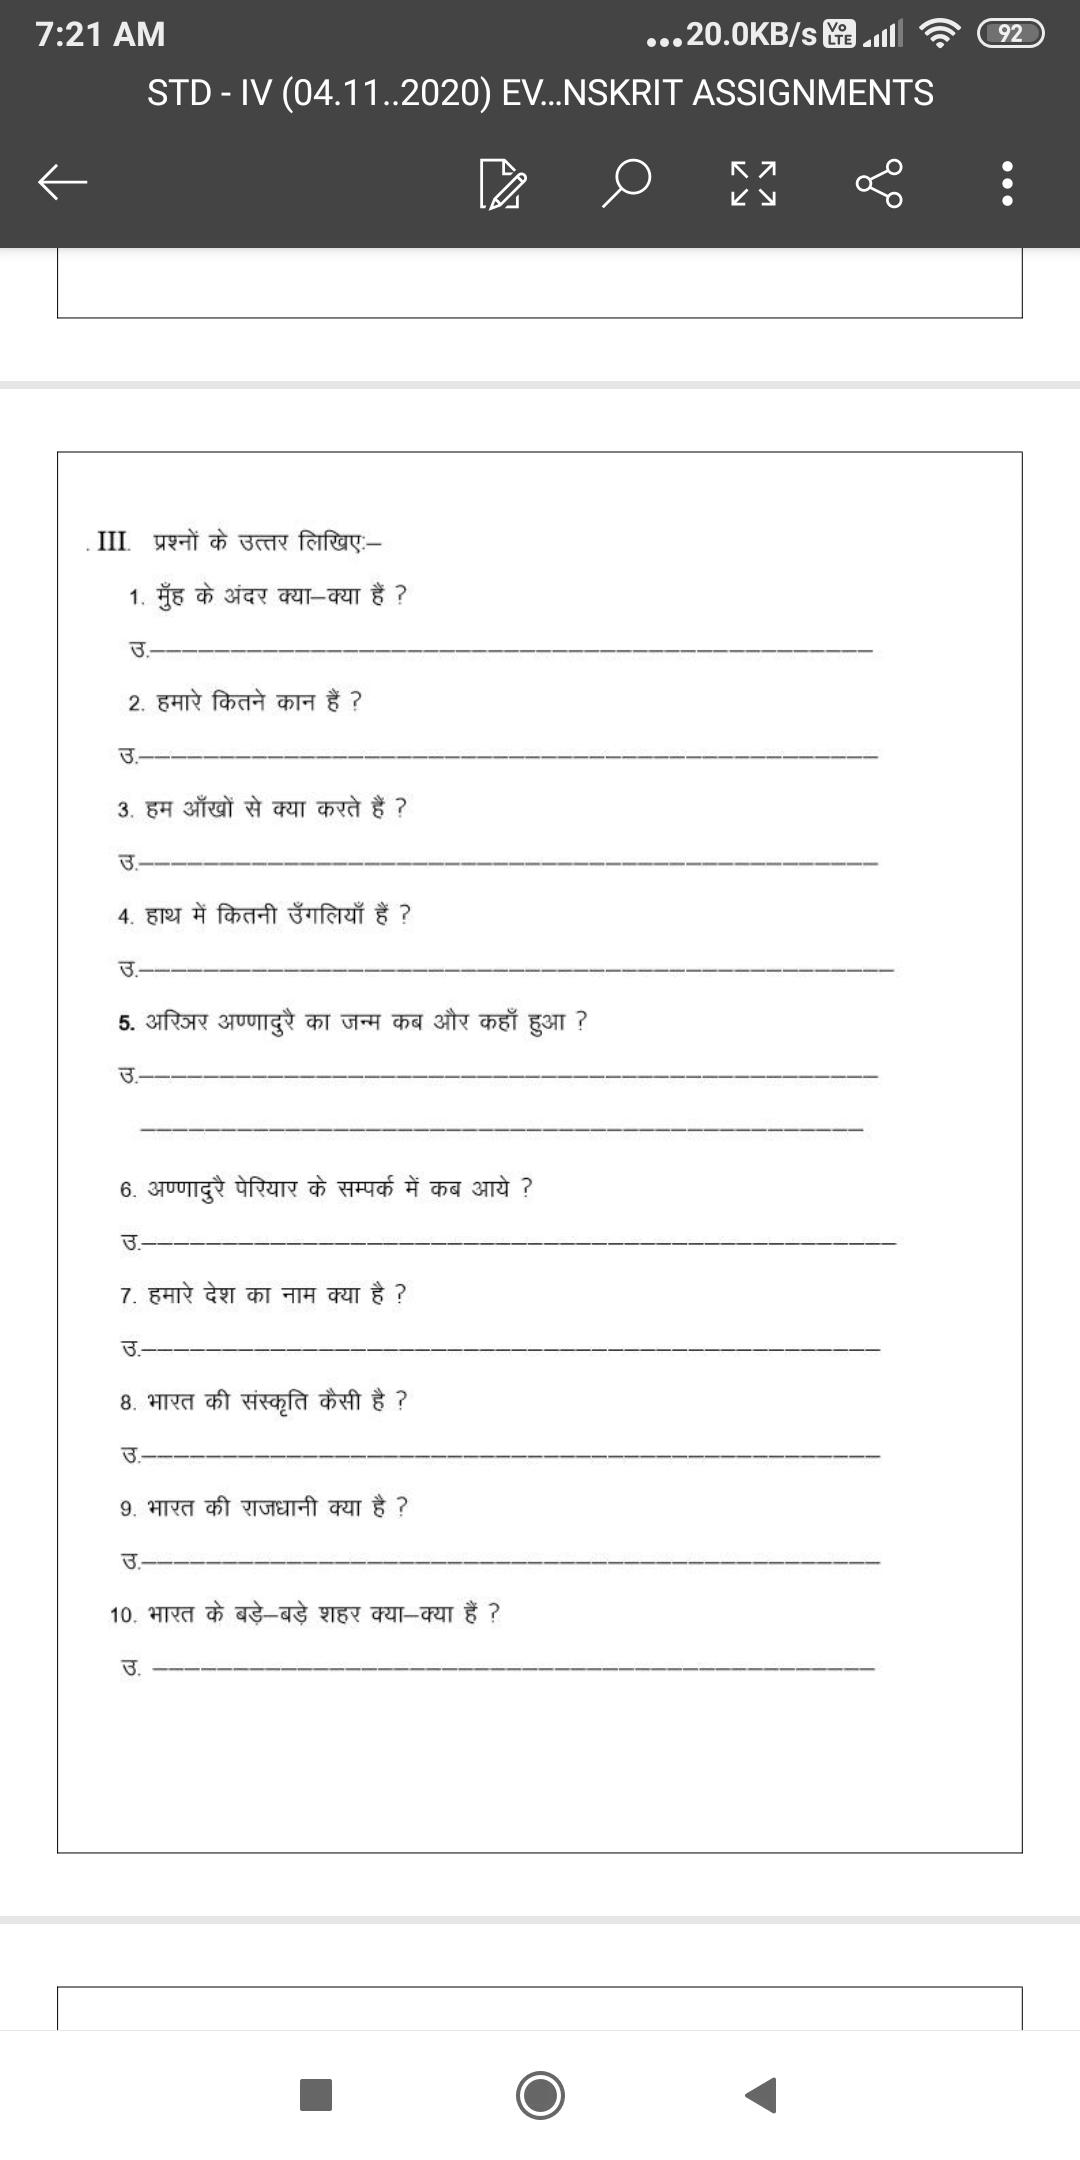 7:21 AM
...20.0KB/s Vo LTE 92
STD - IV (04.11..2020) EV...NSKRIT ASSIGNMENTS
. III. प्रश्नों के उत्तर लिखिए:–
1. मुँह के अंदर क्या–क्या हैं ?
उ.––––––––––––––––––––––––––––––––––––––––––––––
2. हमारे कितने कान हैं ?
उ.––––––––––––––––––––––––––––––––––––––––––––––
3. हम आँखों से क्या करते हैं ?
उ.––––––––––––––––––––––––––––––––––––––––––––––
4. हाथ में कितनी उँगलियाँ हैं ?
उ.––––––––––––––––––––––––––––––––––––––––––––––
5. अरिञर अण्णादुरै का जन्म कब और कहाँ हुआ ?
उ.––––––––––––––––––––––––––––––––––––––––––––––
––––––––––––––––––––––––––––––––––––––––––––––
6. अण्णादुरै पेरियार के सम्पर्क में कब आये ?
उ.––––––––––––––––––––––––––––––––––––––––––––––
7. हमारे देश का नाम क्या है ?
उ.––––––––––––––––––––––––––––––––––––––––––––––
8. भारत की संस्कृति कैसी है ?
उ.––––––––––––––––––––––––––––––––––––––––––––––
9. भारत की राजधानी क्या है ?
उ.––––––––––––––––––––––––––––––––––––––––––––––
10. भारत के बड़े–बड़े शहर क्या–क्या हैं ?
उ. ––––––––––––––––––––––––––––––––––––––––––––––